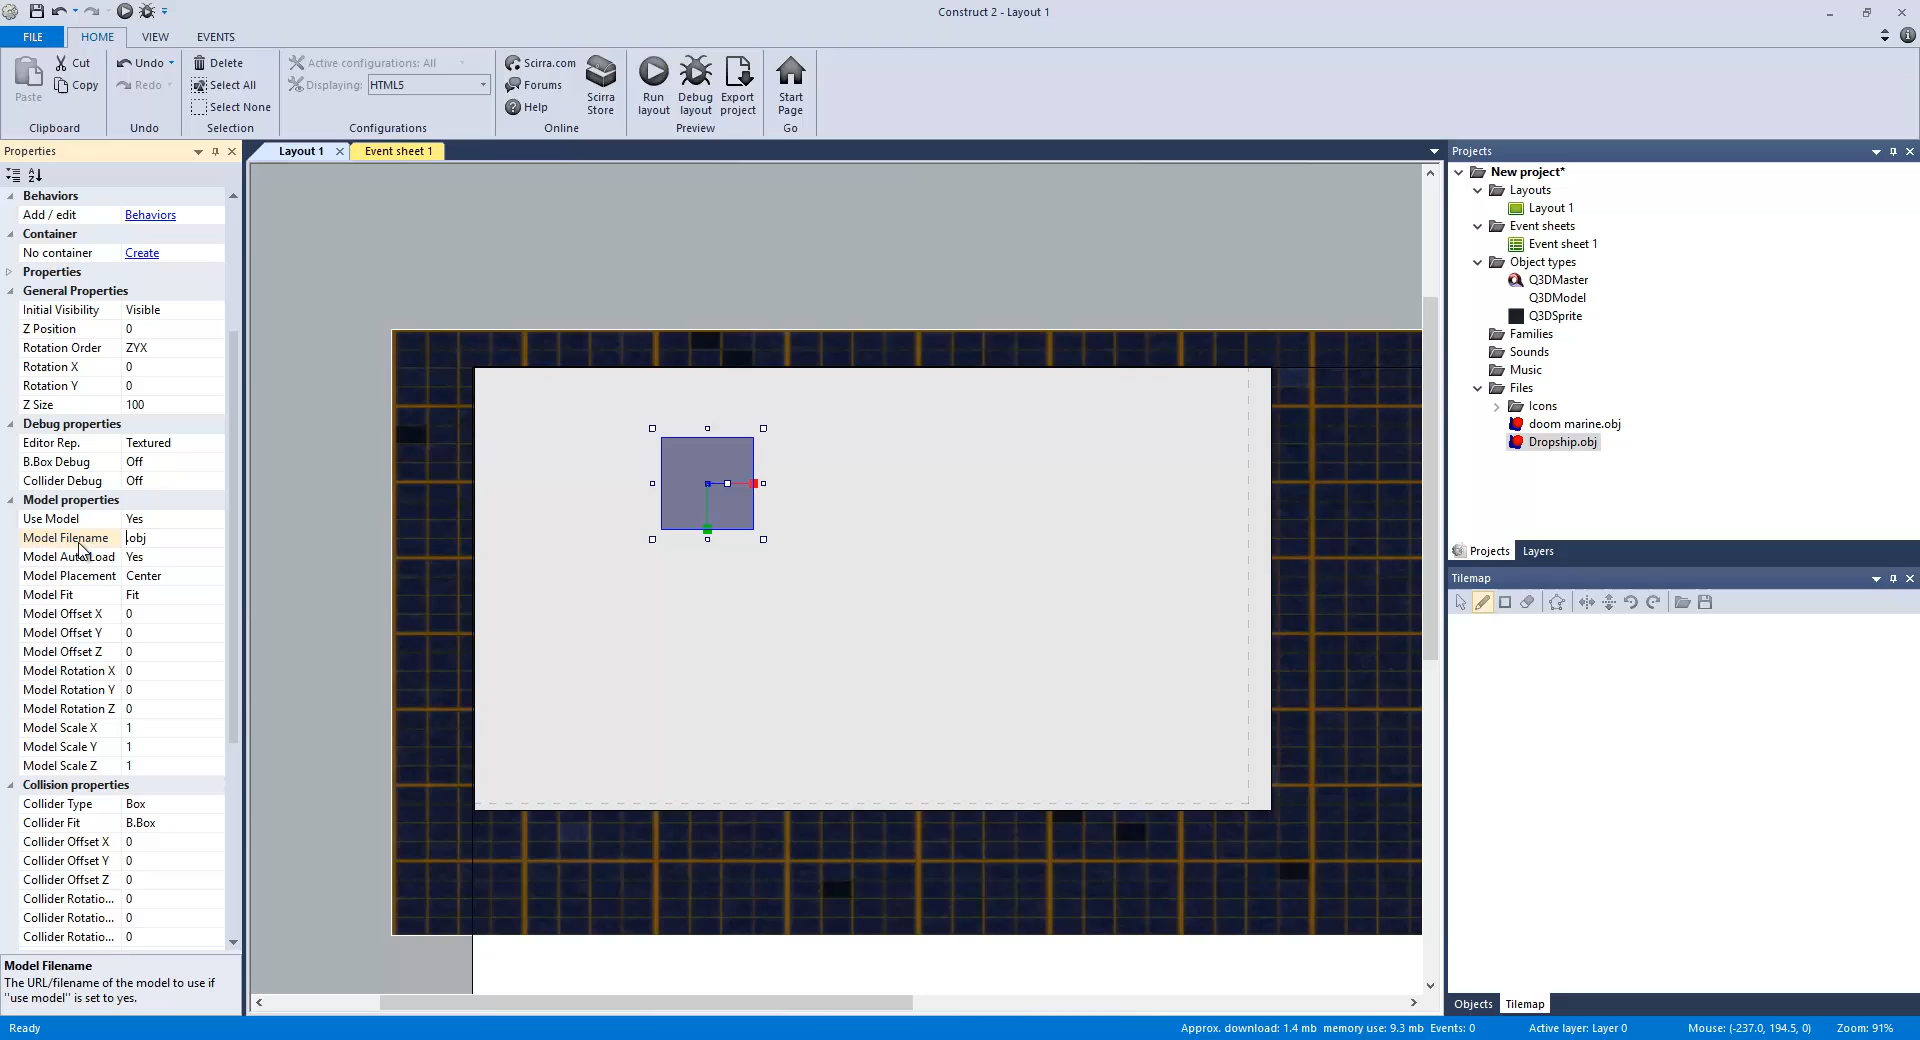 Construct 2 - Layout 1
FILE HOME VIEW EVENTS
Paste
Cut
Copy
Clipboard
Undo
Redo
Undo
Delete
Select All
Select None
Selection
Active configurations: All
Displaying: HTML5
Configurations
Scirra.com
Forums
Help
Scirra Store
Online
Run layout
Debug layout
Export project
Preview
Start Page
Go
Properties
Behaviors
Add / edit Behaviors
Container
No container Create
Properties
General Properties
Initial Visibility Visible
Z Position 0
Rotation Order ZYX
Rotation X 0
Rotation Y 0
Z Size 100
Debug properties
Editor Rep. Textured
B.Box Debug Off
Collider Debug Off
Model properties
Use Model Yes
Model Filename .obj
Model Auto Load Yes
Model Placement Center
Model Fit Fit
Model Offset X 0
Model Offset Y 0
Model Offset Z 0
Model Rotation X 0
Model Rotation Y 0
Model Rotation Z 0
Model Scale X 1
Model Scale Y 1
Model Scale Z 1
Collision properties
Collider Type Box
Collider Fit B.Box
Collider Offset X 0
Collider Offset Y 0
Collider Offset Z 0
Collider Rotatio... 0
Collider Rotatio... 0
Collider Rotatio... 0
Model Filename
The URL/filename of the model to use if
"use model" is set to yes.
Layout 1
Event sheet 1
Projects
New project*
Layouts
Layout 1
Event sheets
Event sheet 1
Object types
Q3DMaster
Q3DModel
Q3DSprite
Families
Sounds
Music
Files
Icons
doom marine.obj
Dropship.obj
Projects Layers
Tilemap
Objects Tilemap
Ready
Approx. download: 1.4 mb memory use: 9.3 mb Events: 0
Active layer: Layer 0
Mouse: (-237.0, 194.5, 0)
Zoom: 91%